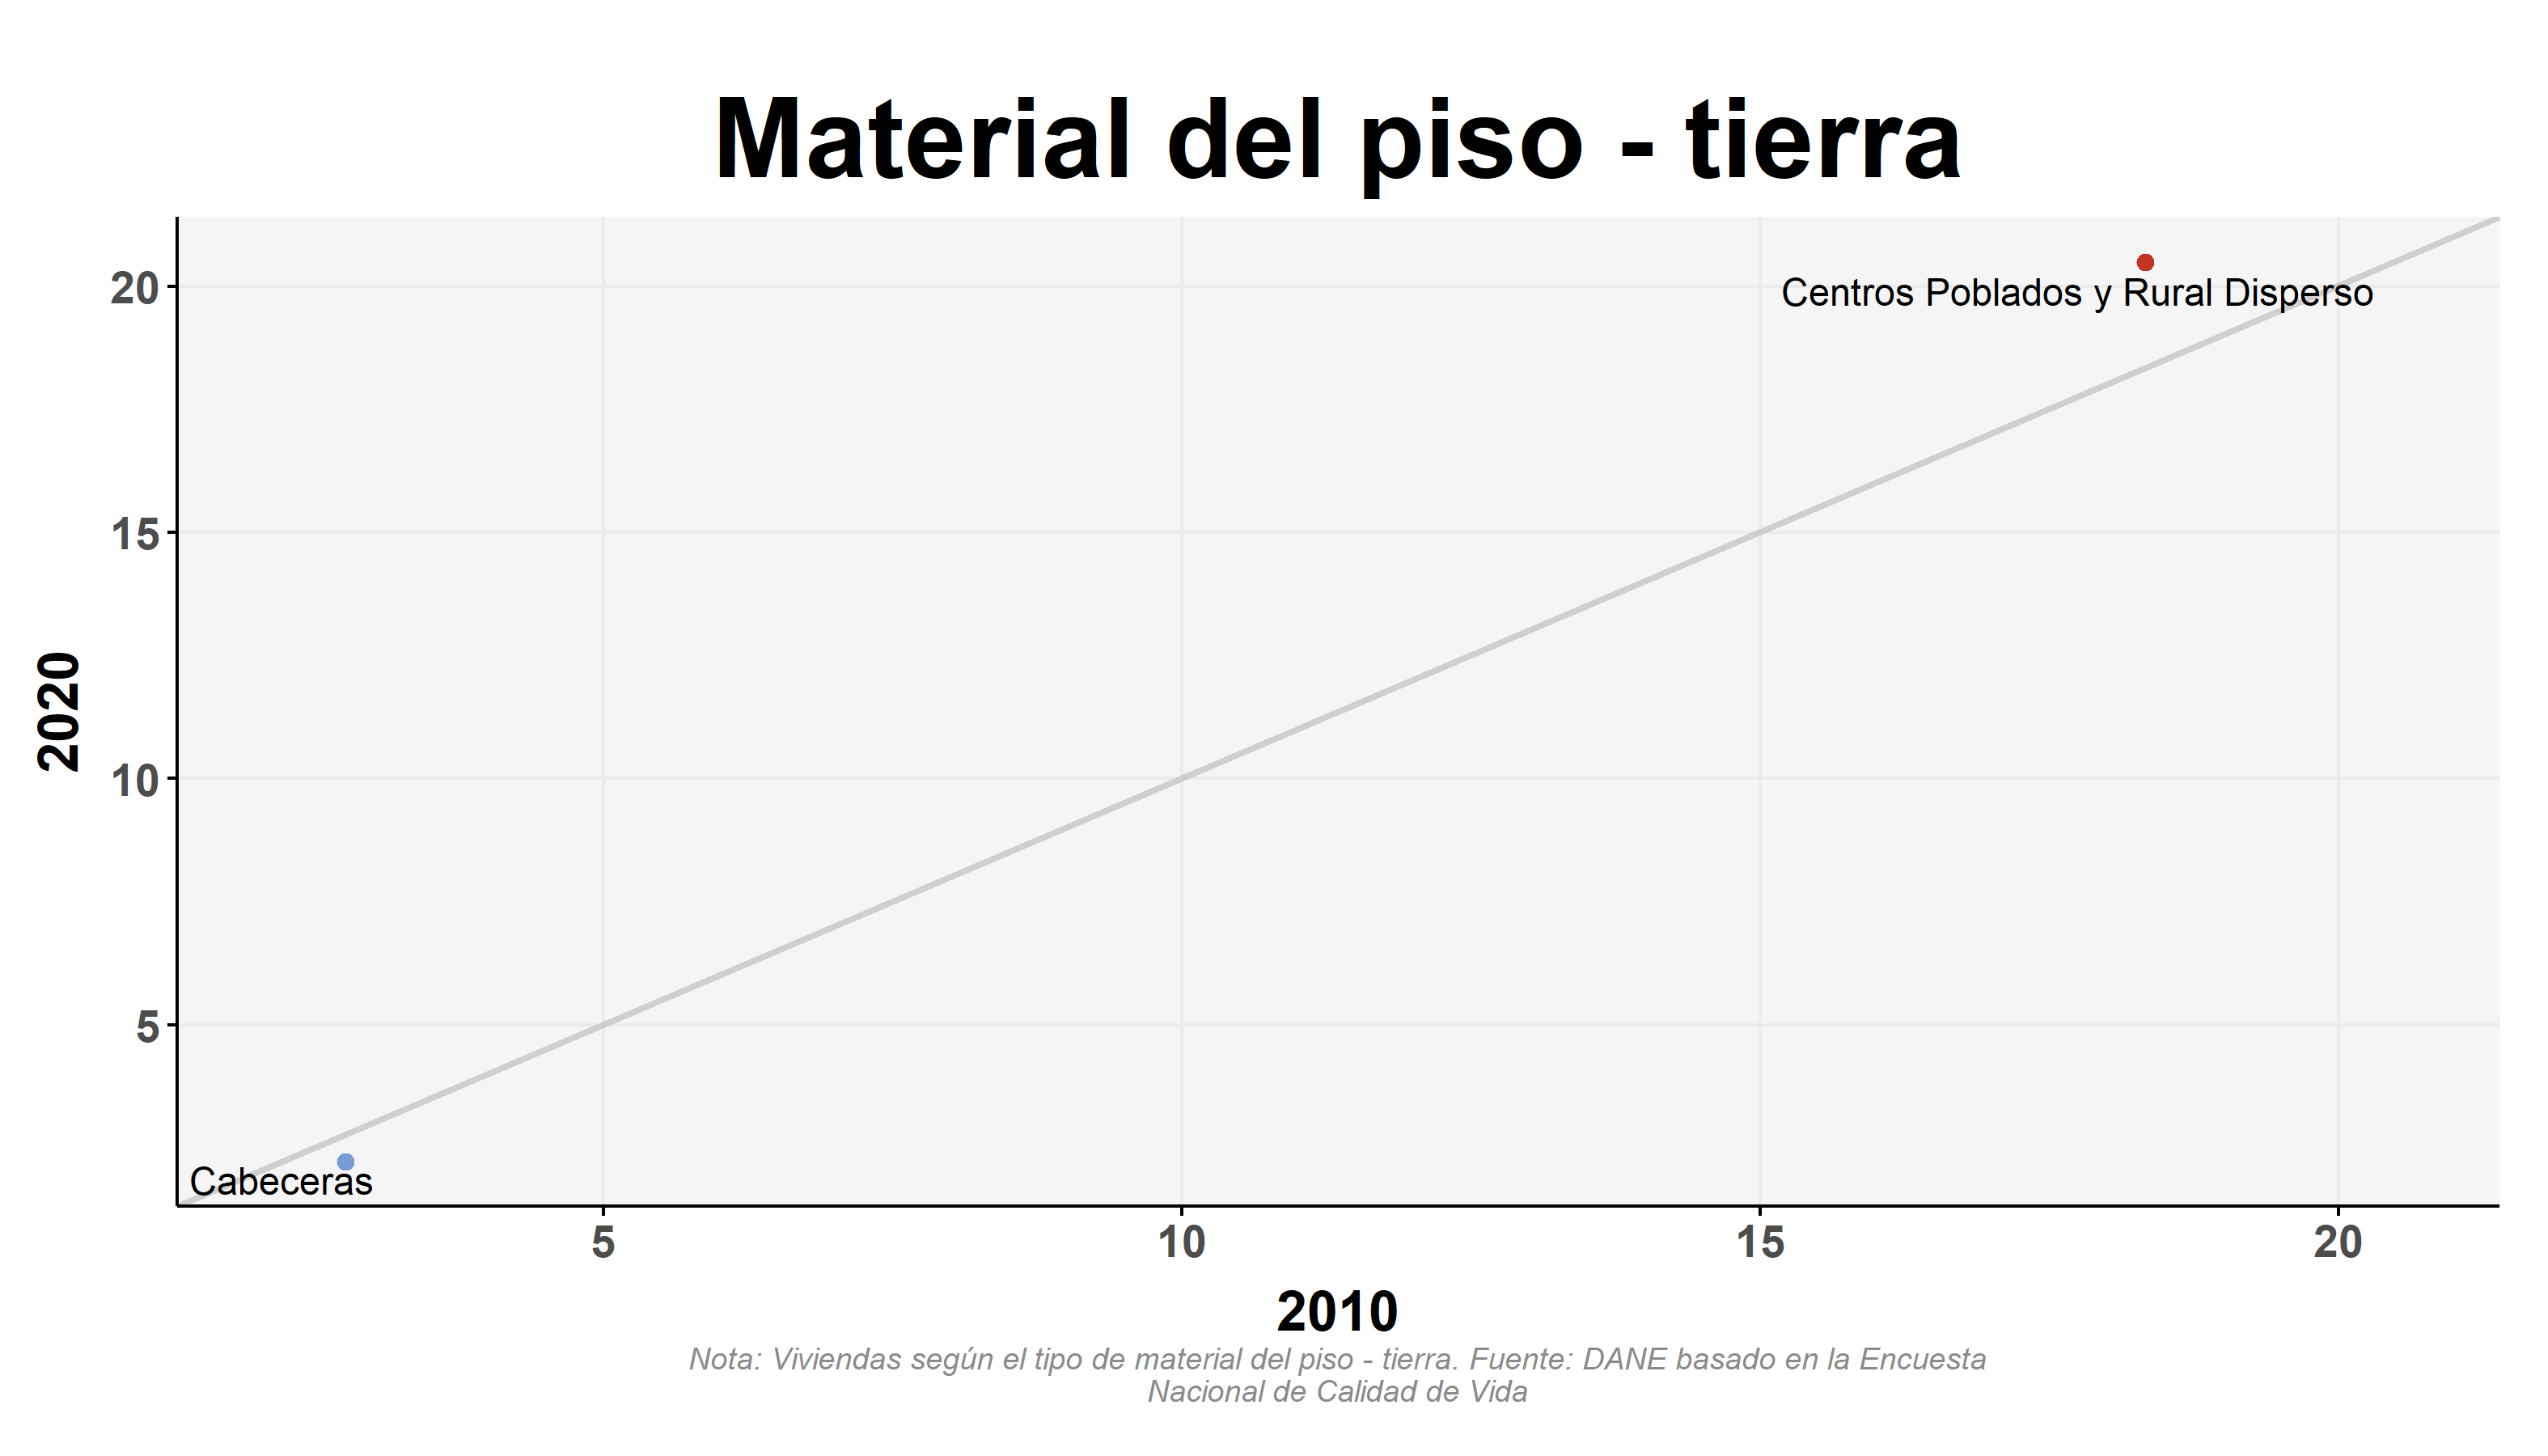 Material del piso - tierra
20
15
10
5
2020
Centros Poblados y Rural Disperso
Cabeceras
5
10
15
20
2010
Nota: Viviendas según el tipo de material del piso - tierra. Fuente: DANE basado en la Encuesta
Nacional de Calidad de Vida